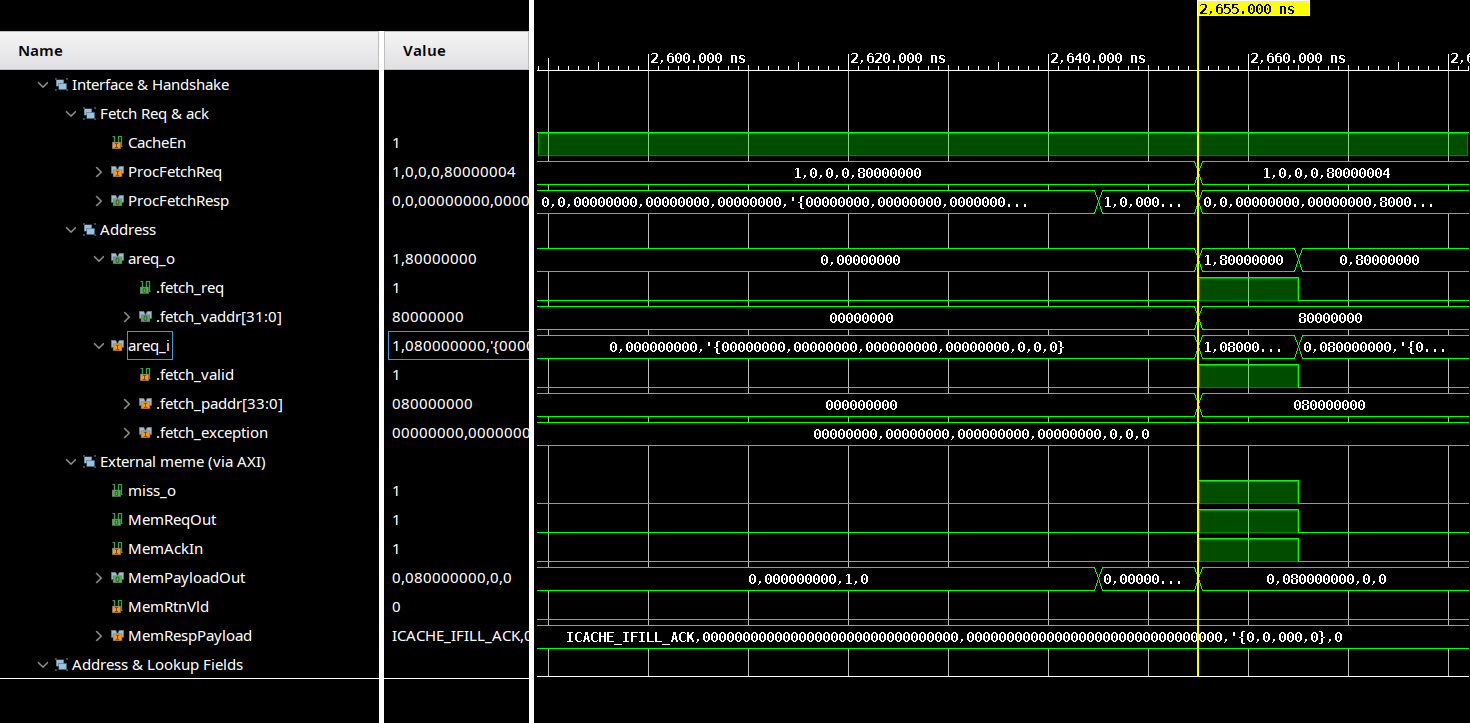 2,655.000 ns
Name Value 2,600.000 ns 2,620.000 ns 2,640.000 ns 2,660.000 ns
Interface & Handshake
Fetch Req & ack
CacheEn 1
ProcFetchReq 1,0,0,0,80000004 1,0,0,0,80000000 1,0,0,0,80000004
ProcFetchResp 0,0,00000000,0000 0,0,00000000,00000000,00000000,'{00000000,00000000,0000000... 1,0,000... 0,0,00000000,00000000,8000...
Address
areq_o 1,80000000 0,00000000 1,80000000 0,80000000
.fetch_req 1
.fetch_vaddr[31:0] 80000000 00000000 80000000
areq_i 1,080000000,'{0000 0,000000000,'{00000000,00000000,000000000,00000000,0,0,0} 1,08000... 0,080000000,'{0...
.fetch_valid 1
.fetch_paddr[33:0] 080000000 000000000 080000000
.fetch_exception 00000000,0000000 00000000,00000000,000000000,00000000,0,0,0
External meme (via AXI)
miss_o 1
MemReqOut 1
MemAckIn 1
MemPayloadOut 0,080000000,0,0 0,000000000,1,0 0,00000... 0,080000000,0,0
MemRtnVld 0
MemRespPayload ICACHE_IFILL_ACK,0 ICACHE_IFILL_ACK,00000000000000000000000000000000,00000000000000000000000000000000,'{0,0,000,0},0
Address & Lookup Fields